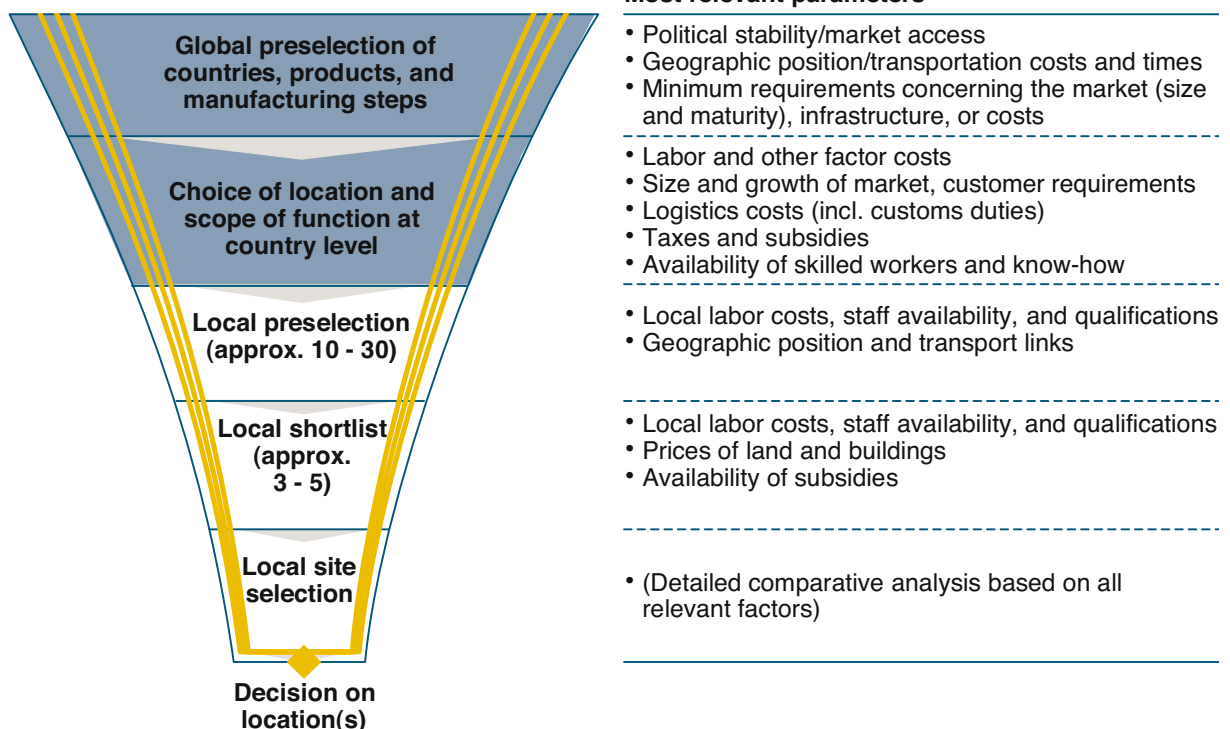 Most relevant parameters
Global preselection of
countries, products, and
manufacturing steps
• Political stability/market access
• Geographic position/transportation costs and times
• Minimum requirements concerning the market (size
and maturity), infrastructure, or costs
Choice of location and
scope of function at
country level
• Labor and other factor costs
• Size and growth of market, customer requirements
• Logistics costs (incl. customs duties)
• Taxes and subsidies
• Availability of skilled workers and know-how
Local preselection
(approx. 10 - 30)
• Local labor costs, staff availability, and qualifications
• Geographic position and transport links
Local shortlist
(approx.
3 - 5)
• Local labor costs, staff availability, and qualifications
• Prices of land and buildings
• Availability of subsidies
Local site
selection
• (Detailed comparative analysis based on all
relevant factors)
Decision on
location(s)